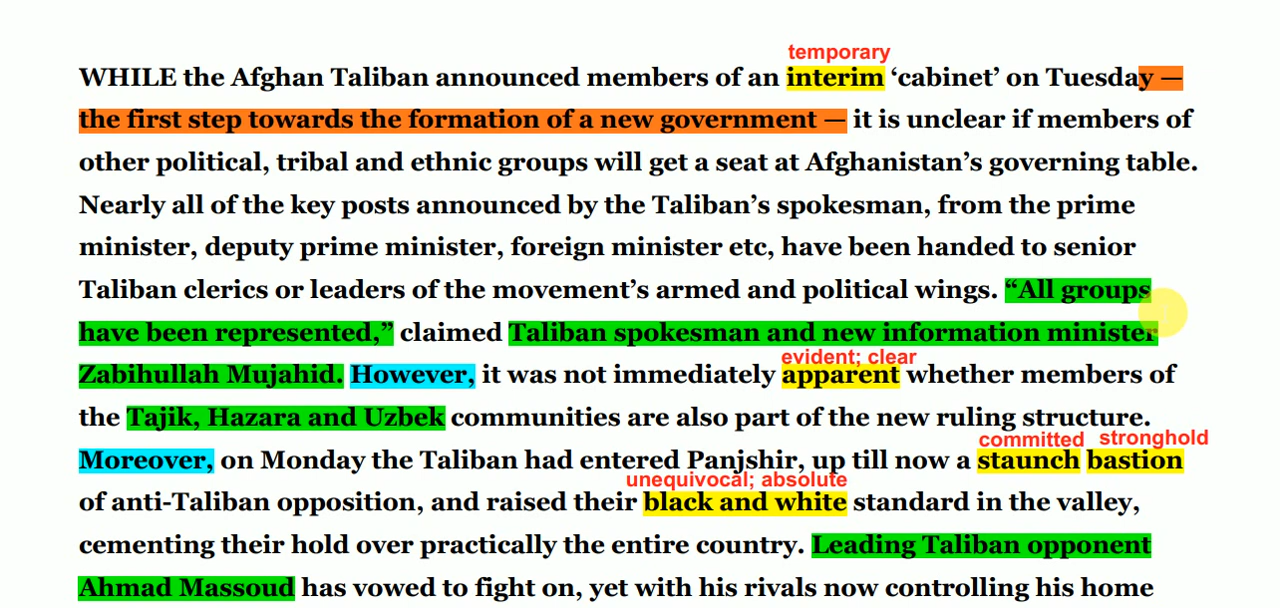 temporary
WHILE the Afghan Taliban announced members of an interim ‘cabinet’ on Tuesday —
the first step towards the formation of a new government — it is unclear if members of
other political, tribal and ethnic groups will get a seat at Afghanistan’s governing table.
Nearly all of the key posts announced by the Taliban’s spokesman, from the prime
minister, deputy prime minister, foreign minister etc, have been handed to senior
Taliban clerics or leaders of the movement’s armed and political wings. “All groups
have been represented,” claimed Taliban spokesman and new information minister
evident; clear
Zabihullah Mujahid. However, it was not immediately apparent whether members of
the Tajik, Hazara and Uzbek communities are also part of the new ruling structure.
committed stronghold
Moreover, on Monday the Taliban had entered Panjshir, up till now a staunch bastion
unequivocal; absolute
of anti-Taliban opposition, and raised their black and white standard in the valley,
cementing their hold over practically the entire country. Leading Taliban opponent
Ahmad Massoud has vowed to fight on, yet with his rivals now controlling his home